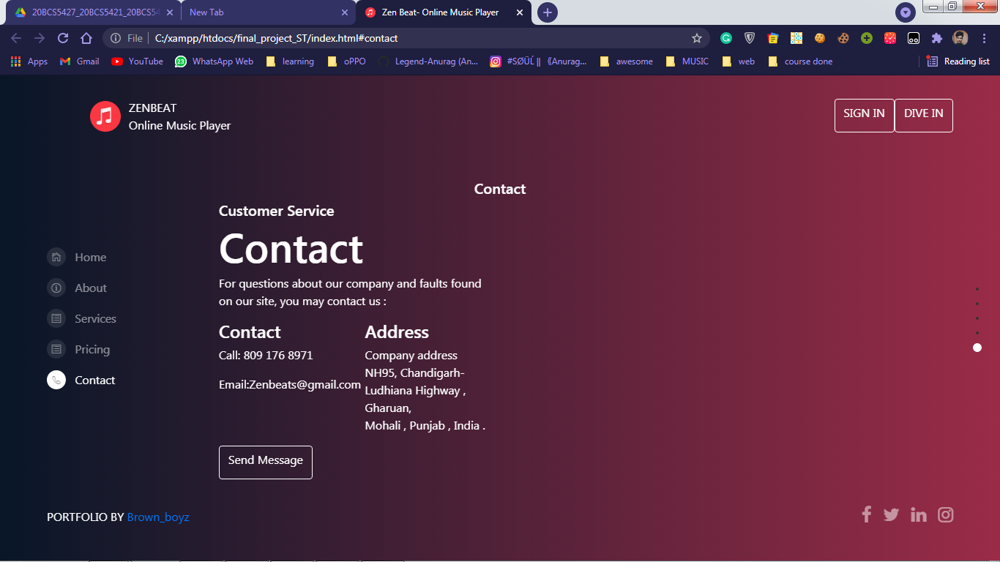 20BCS5427_20BCS5421_20BCS54
New Tab
Zen Beat- Online Music Player
File
C:/xampp/htdocs/final_project_ST/index.html#contact
Apps
Gmail
YouTube
23
WhatsApp Web
learning
oPPO
Legend-Anurag (An...
#SØÜĹ || 《Anurag...
awesome
MUSIC
web
course done
Reading list
ZENBEAT
Online Music Player
SIGN IN
DIVE IN
Contact
Customer Service
Contact
For questions about our company and faults found
on our site, you may contact us :
Contact
Call: 809 176 8971
Email:Zenbeats@gmail.com
Address
Company address
NH95, Chandigarh-
Ludhiana Highway ,
Gharuan,
Mohali , Punjab , India .
Send Message
Home
About
Services
Pricing
Contact
PORTFOLIO BY Brown_boyz